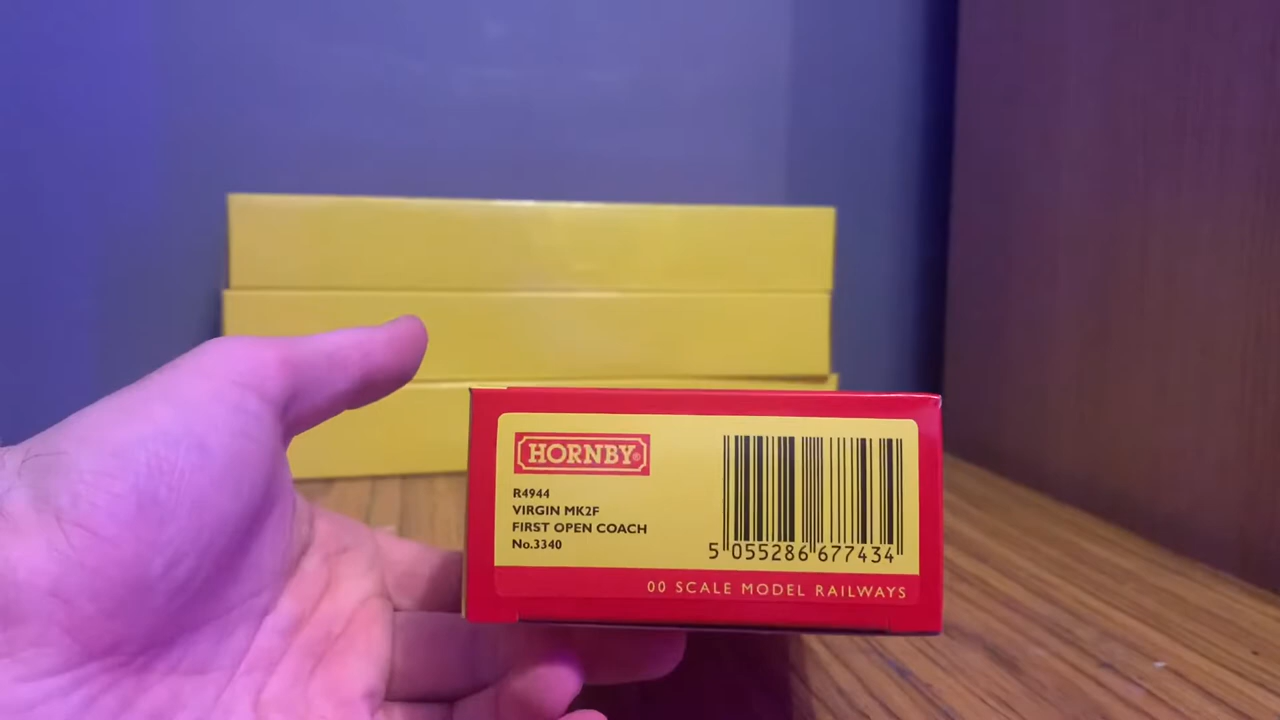 HORNBY®
R4944
VIRGIN MK2F
FIRST OPEN COACH
No.3340
5 055286 677434
00 SCALE MODEL RAILWAYS